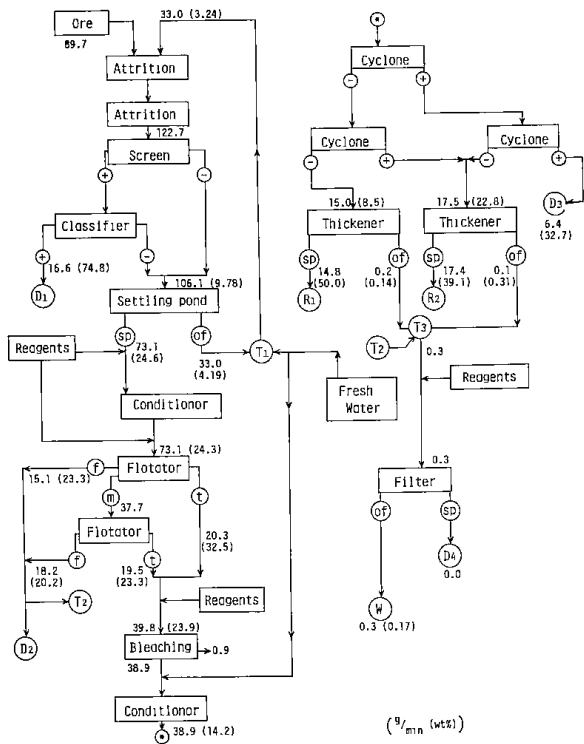 Ore
89.7
33.0 (3.24)
Attrition
Attrition
122.7
Screen
+
-
Classifier
+
-
16.6 (74.8)
D1
106.1 (9.78)
Settling pond
sp
of
73.1
(24.6)
33.0
(4.19)
T1
Reagents
Fresh
Water
Conditionor
73.1 (24.3)
Flotator
f
15.1 (23.3)
m
t
37.7
Flotator
20.3
(32.5)
f
t
18.2
(20.2)
19.5
(23.3)
T2
Reagents
D2
39.8 (23.9)
Bleaching
0.9
38.9
Conditionor
38.9 (14.2)
Cyclone
-
+
Cyclone
-
+
Cyclone
-
+
D3
6.4
(32.7)
15.0 (8.5)
Thickener
17.5 (22.8)
Thickener
sp
of
sp
of
14.8
(50.0)
0.2
(0.14)
17.4
(39.1)
0.1
(0.31)
R1
R2
T2
T3
0.3
Reagents
0.3
Filter
of
sp
D4
0.0
W
0.3 (0.17)
(g/min (wt%))